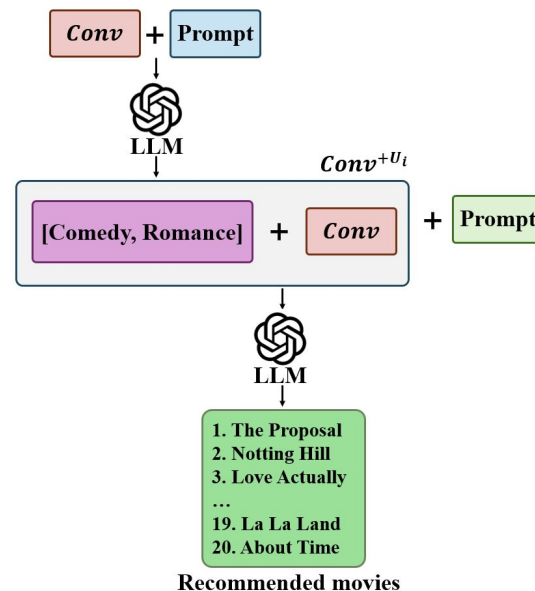 Conv + Prompt
LLM
Conv^{+U_i}
[Comedy, Romance] + Conv + Prompt
LLM
1. The Proposal
2. Notting Hill
3. Love Actually
...
19. La La Land
20. About Time
Recommended movies